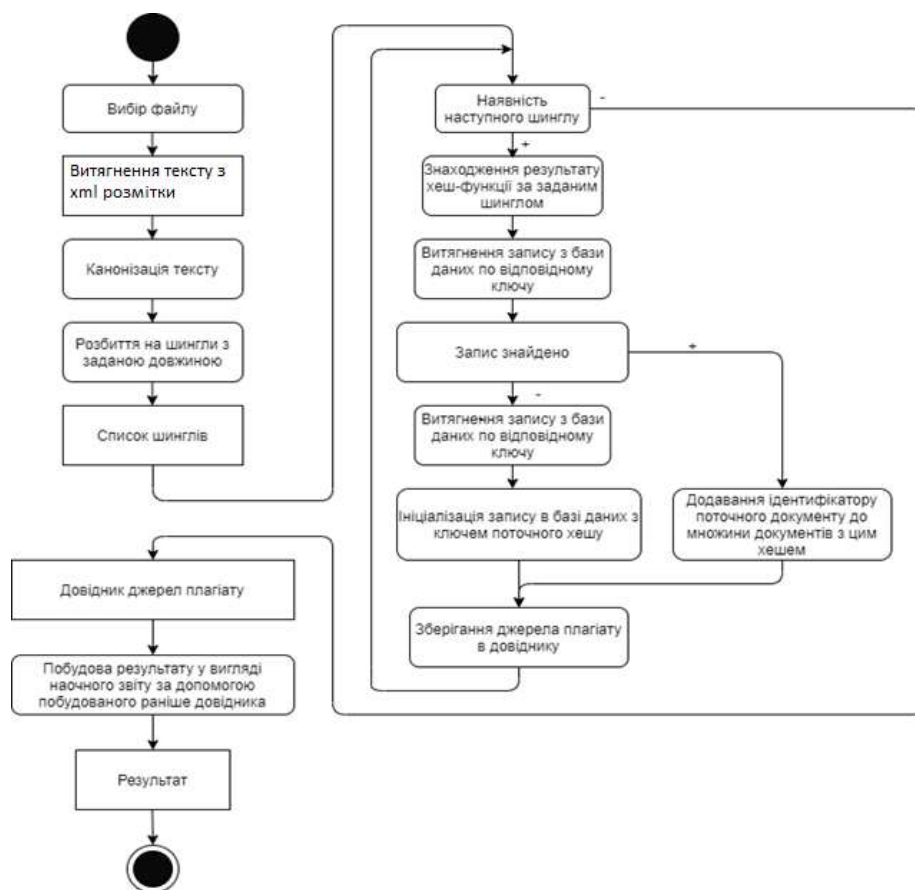 Вибір файлу
Витягнення тексту з
xml розмітки
Канонізація тексту
Розбиття на шингли з
заданою довжиною
Список шинглів
Наявність
наступного шинглу
-
+
Знаходження результату
хеш-функції за заданим
шинглом
Витягнення запису з бази
даних по відповідному
ключу
Запис знайдено
+
-
Витягнення запису з бази
даних по відповідному
ключу
Ініціалізація запису в базі даних з
ключем поточного хешу
Додавання ідентифікатору
поточного документу до
множини документів з цим
хешем
Зберігання джерела плагіату
в довіднику
Довідник джерел плагіату
Побудова результату у вигляді
наочного звіту за допомогою
побудованого раніше довідника
Результат